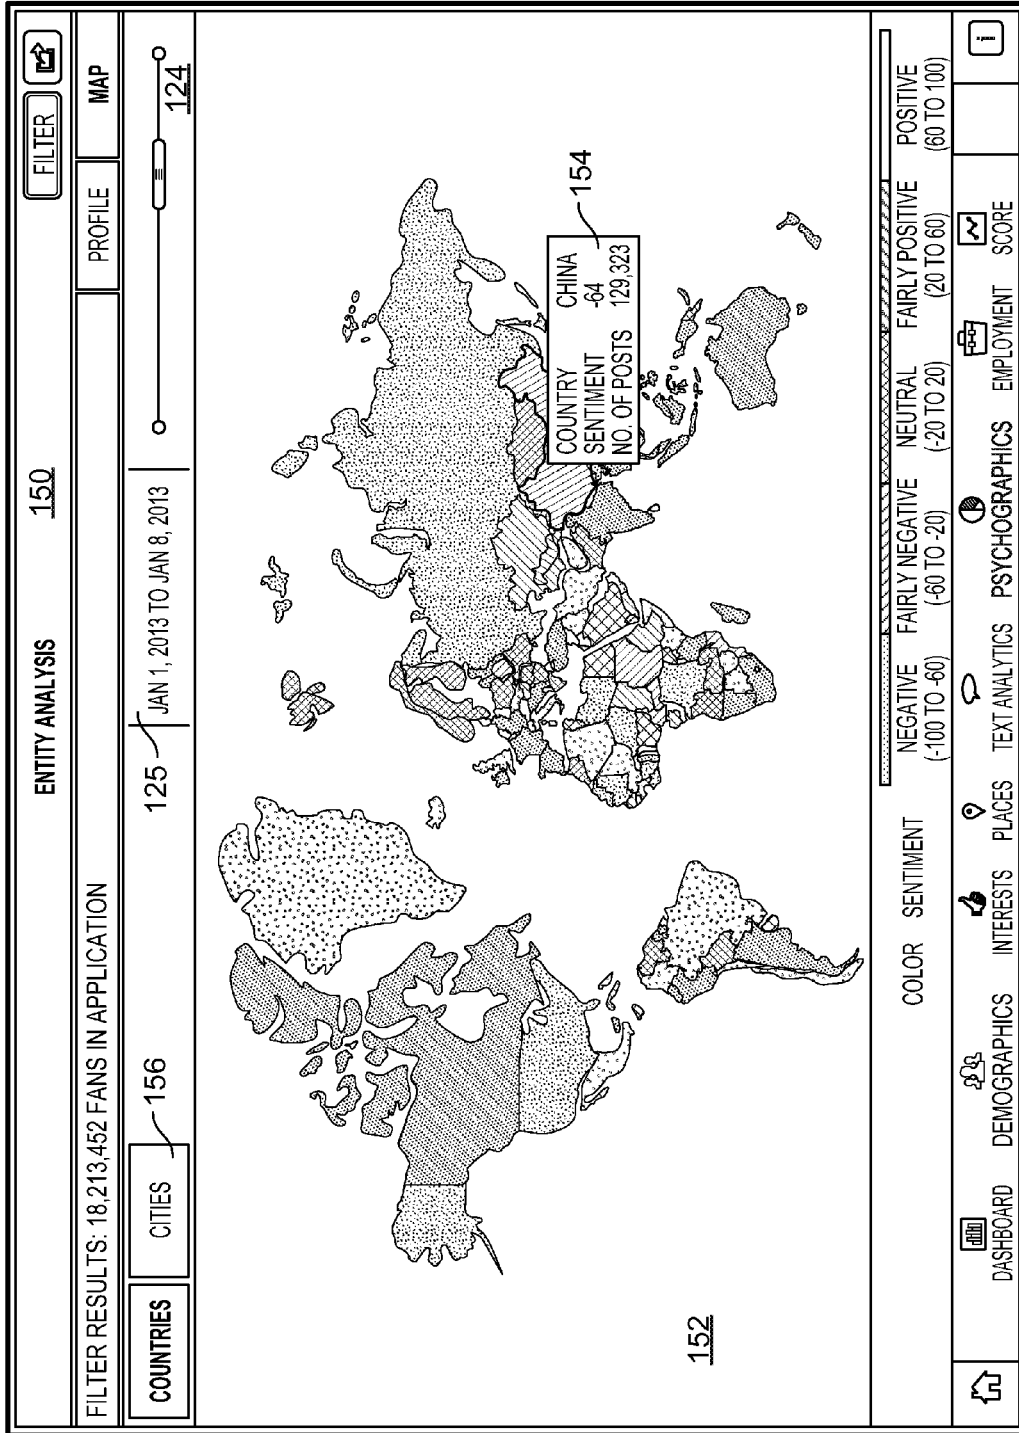 150
ENTITY ANALYSIS
FILTER
FILTER RESULTS: 18,213,452 FANS IN APPLICATION
PROFILE
MAP
COUNTRIES
CITIES
156
125
JAN 1, 2013 TO JAN 8, 2013
124
COUNTRY CHINA
SENTIMENT -64
NO. OF POSTS 129,323
154
152
COLOR SENTIMENT
NEGATIVE
(-100 TO -60)
FAIRLY NEGATIVE
(-60 TO -20)
NEUTRAL
(-20 TO 20)
FAIRLY POSITIVE
(20 TO 60)
POSITIVE
(60 TO 100)
DASHBOARD
DEMOGRAPHICS
INTERESTS
PLACES
TEXT ANALYTICS
PSYCHOGRAPHICS
EMPLOYMENT
SCORE
i